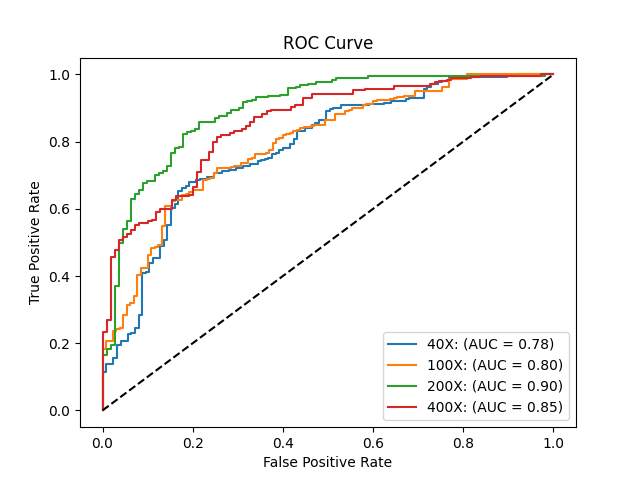 ROC Curve
1.0
0.8
0.6
0.4
0.2
0.0
True Positive Rate
0.0 0.2 0.4 0.6 0.8 1.0
False Positive Rate
40X: (AUC = 0.78)
100X: (AUC = 0.80)
200X: (AUC = 0.90)
400X: (AUC = 0.85)